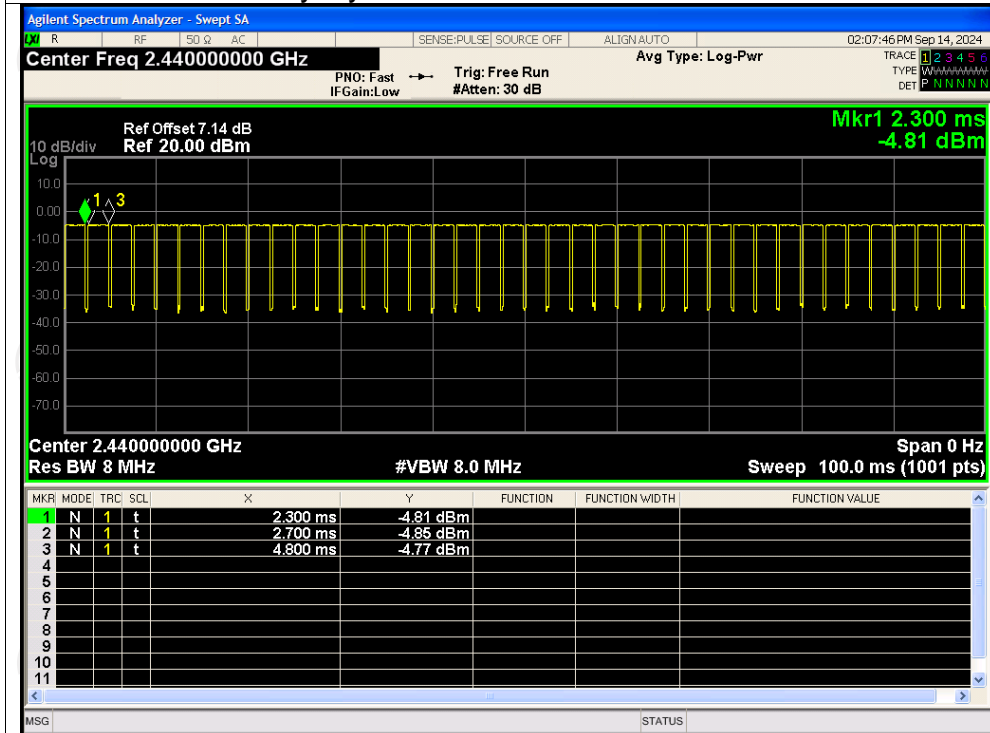 Agilent Spectrum Analyzer - Swept SA
LXI R RF 50 Ω AC SENSE:PULSE SOURCE OFF ALIGN AUTO 02:07:46 PM Sep 14, 2024
Center Freq 2.440000000 GHz
PNO: Fast
IFGain:Low
Trig: Free Run
#Atten: 30 dB
Avg Type: Log-Pwr
TRACE 1 2 3 4 5 6
TYPE WWWWWW
DET P N N N N N
Mkr1 2.300 ms
-4.81 dBm
Ref Offset 7.14 dB
10 dB/div Ref 20.00 dBm
Log
10.0
0.00
-10.0
-20.0
-30.0
-40.0
-50.0
-60.0
-70.0
1 3
Center 2.440000000 GHz Span 0 Hz
Res BW 8 MHz #VBW 8.0 MHz Sweep 100.0 ms (1001 pts)
MKR MODE TRC SCL X Y FUNCTION FUNCTION WIDTH FUNCTION VALUE
1 N 1 t 2.300 ms -4.81 dBm
2 N 1 t 2.700 ms -4.85 dBm
3 N 1 t 4.800 ms -4.77 dBm
4
5
6
7
8
9
10
11
MSG STATUS